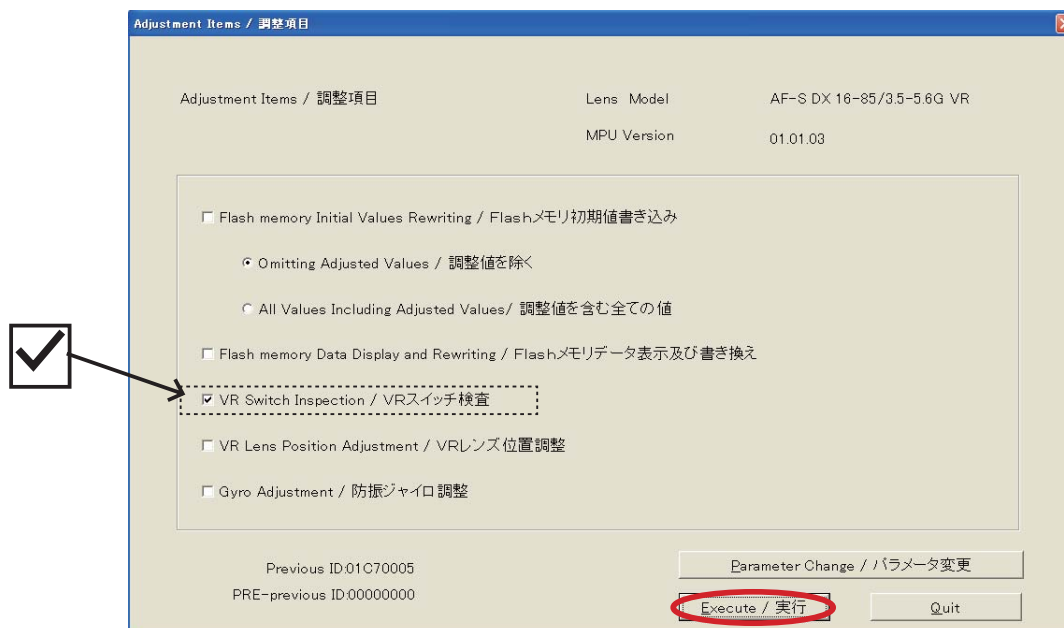 Adjustment Items / 調整項目
Adjustment Items / 調整項目
Lens Model AF-S DX 16-85/3.5-5.6G VR
MPU Version 01.01.03
Flash memory Initial Values Rewriting / Flashメモリ初期値書き込み
Omitting Adjusted Values / 調整値を除く
All Values Including Adjusted Values/ 調整値を含む全ての値
Flash memory Data Display and Rewriting / Flashメモリデータ表示及び書き換え
VR Switch Inspection / VRスイッチ検査
VR Lens Position Adjustment / VRレンズ位置調整
Gyro Adjustment / 防振ジャイロ調整
Previous ID:01C70005
PRE-previous ID:00000000
Parameter Change / パラメータ変更
Execute / 実行
Quit